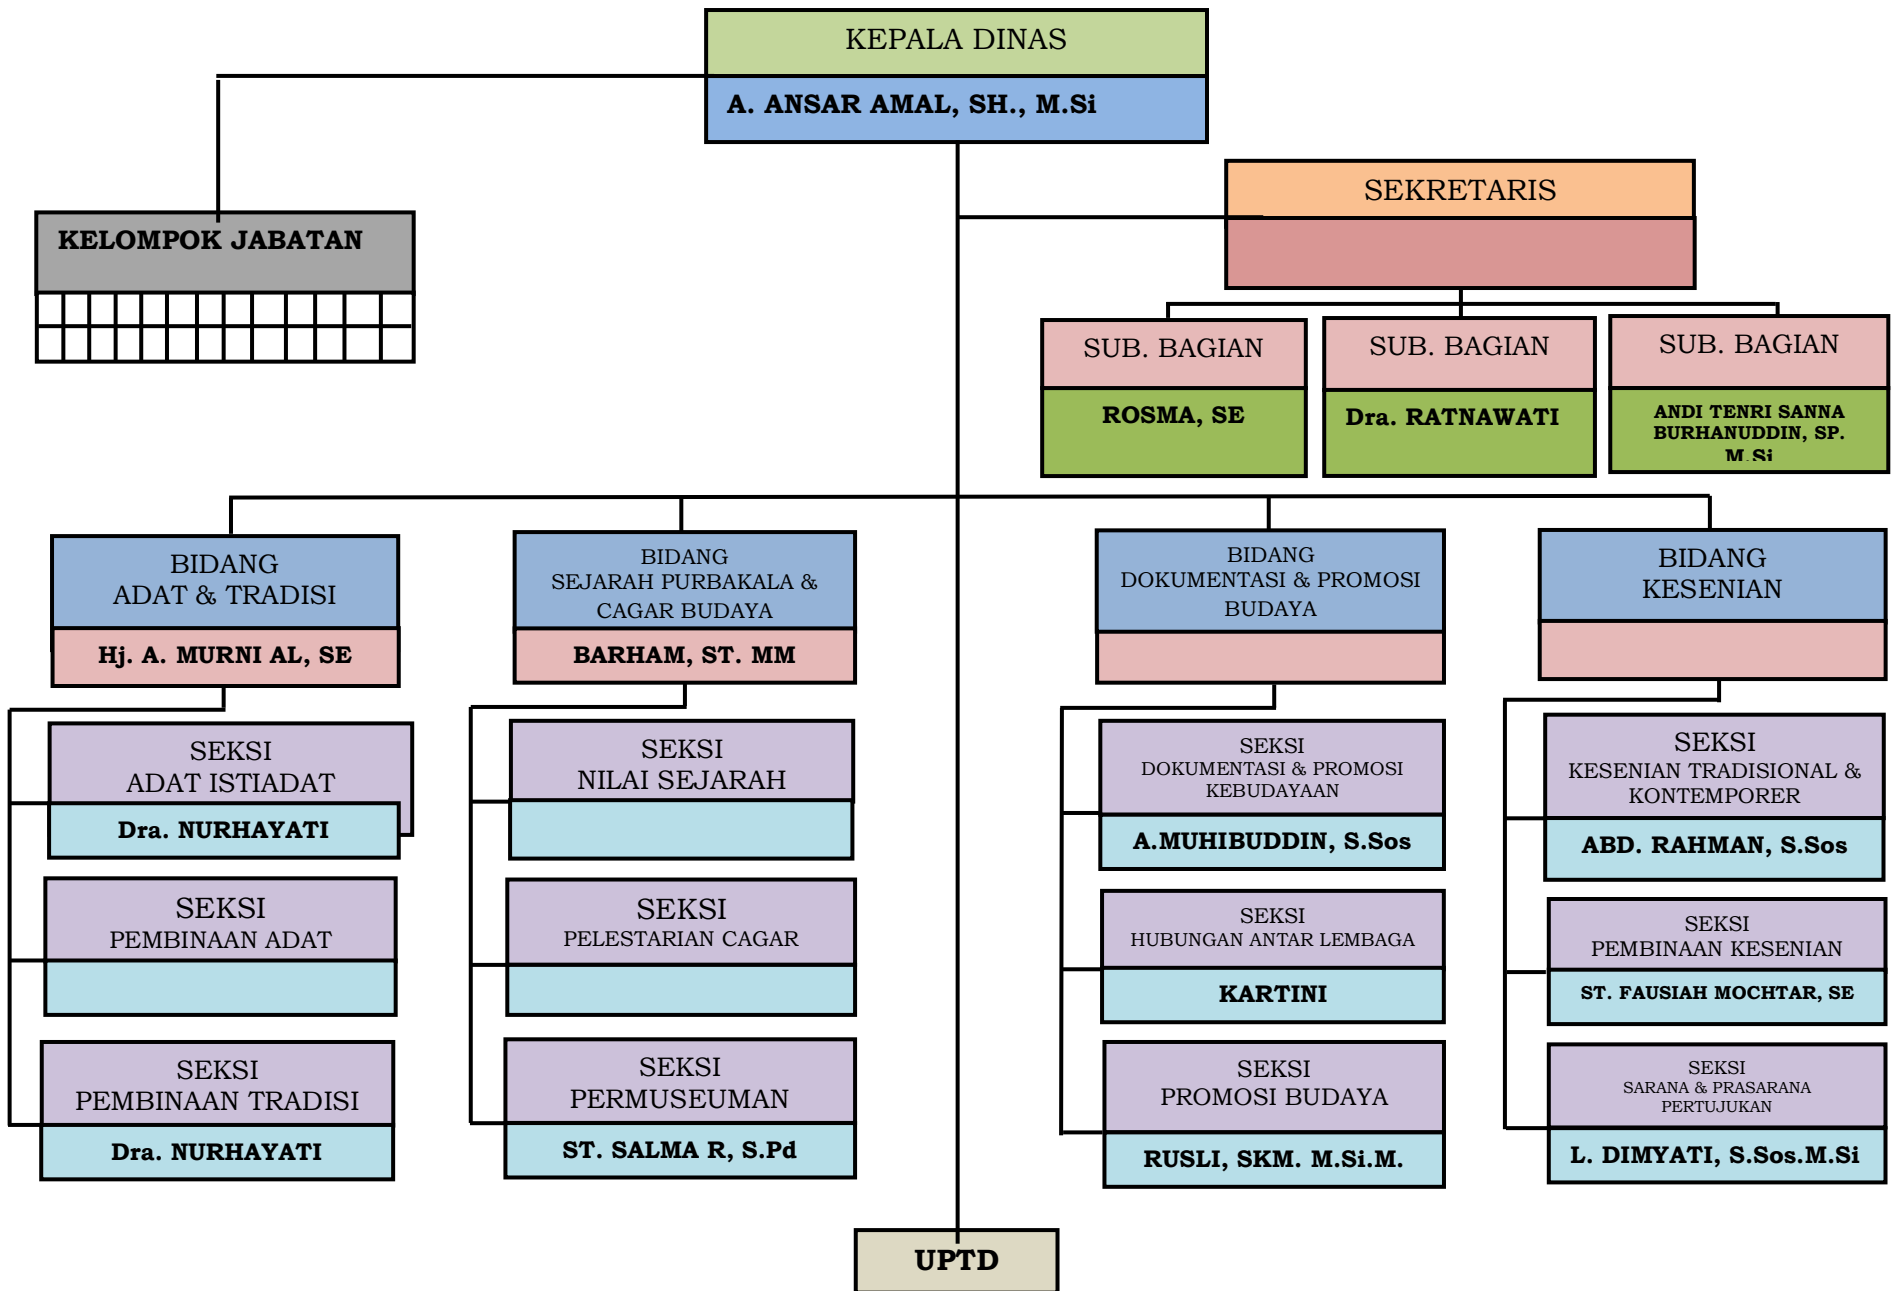 KEPALA DINAS
A. ANSAR AMAL, SH., M.Si
SEKRETARIS
KELOMPOK JABATAN
SUB. BAGIAN
ROSMA, SE
SUB. BAGIAN
Dra. RATNAWATI
SUB. BAGIAN
ANDI TENRI SANNA
BURHANUDDIN, SP.
M.Si
BIDANG
ADAT & TRADISI
Hj. A. MURNI AL, SE
BIDANG
SEJARAH PURBAKALA &
CAGAR BUDAYA
BARHAM, ST. MM
BIDANG
DOKUMENTASI & PROMOSI
BUDAYA
BIDANG
KESENIAN
SEKSI
ADAT ISTIADAT
Dra. NURHAYATI
SEKSI
PEMBINAAN ADAT
SEKSI
PEMBINAAN TRADISI
Dra. NURHAYATI
SEKSI
NILAI SEJARAH
SEKSI
PELESTARIAN CAGAR
SEKSI
PERMUSEUMAN
ST. SALMA R, S.Pd
SEKSI
DOKUMENTASI & PROMOSI
KEBUDAYAAN
A.MUHIBUDDIN, S.Sos
SEKSI
HUBUNGAN ANTAR LEMBAGA
KARTINI
SEKSI
PROMOSI BUDAYA
RUSLI, SKM. M.Si.M.
SEKSI
KESENIAN TRADISIONAL &
KONTEMPORER
ABD. RAHMAN, S.Sos
SEKSI
PEMBINAAN KESENIAN
ST. FAUSIAH MOCHTAR, SE
SEKSI
SARANA & PRASARANA
PERTUJUKAN
L. DIMYATI, S.Sos.M.Si
UPTD